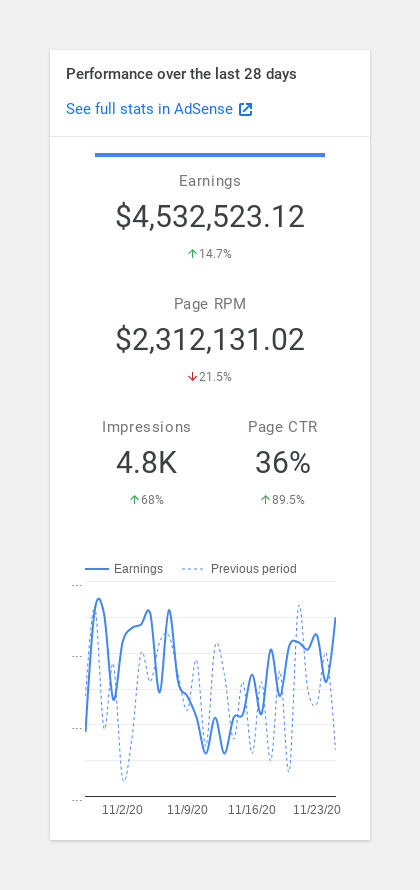 Performance over the last 28 days
See full stats in AdSense
Earnings
$4,532,523.12
14.7%
Page RPM
$2,312,131.02
21.5%
Impressions Page CTR
4.8K 36%
68% 89.5%
Earnings Previous period
...
...
...
...
11/2/20 11/9/20 11/16/20 11/23/20